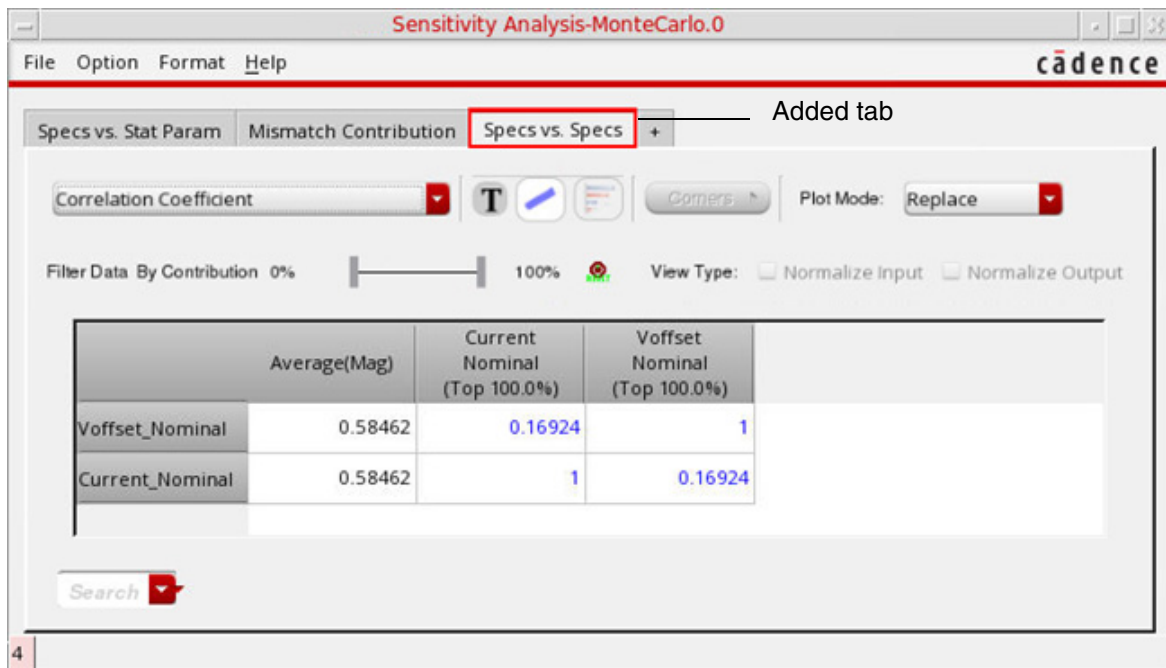 Sensitivity Analysis-MonteCarlo.0
File Option Format Help
cādence
Added tab
Specs vs. Stat Param Mismatch Contribution Specs vs. Specs +
Correlation Coefficient T Corners Plot Mode: Replace
Filter Data By Contribution 0% 100% View Type: Normalize Input Normalize Output
Average(Mag) Current Nominal (Top 100.0%) Voffset Nominal (Top 100.0%)
Voffset_Nominal 0.58462 0.16924 1
Current_Nominal 0.58462 1 0.16924
Search
4